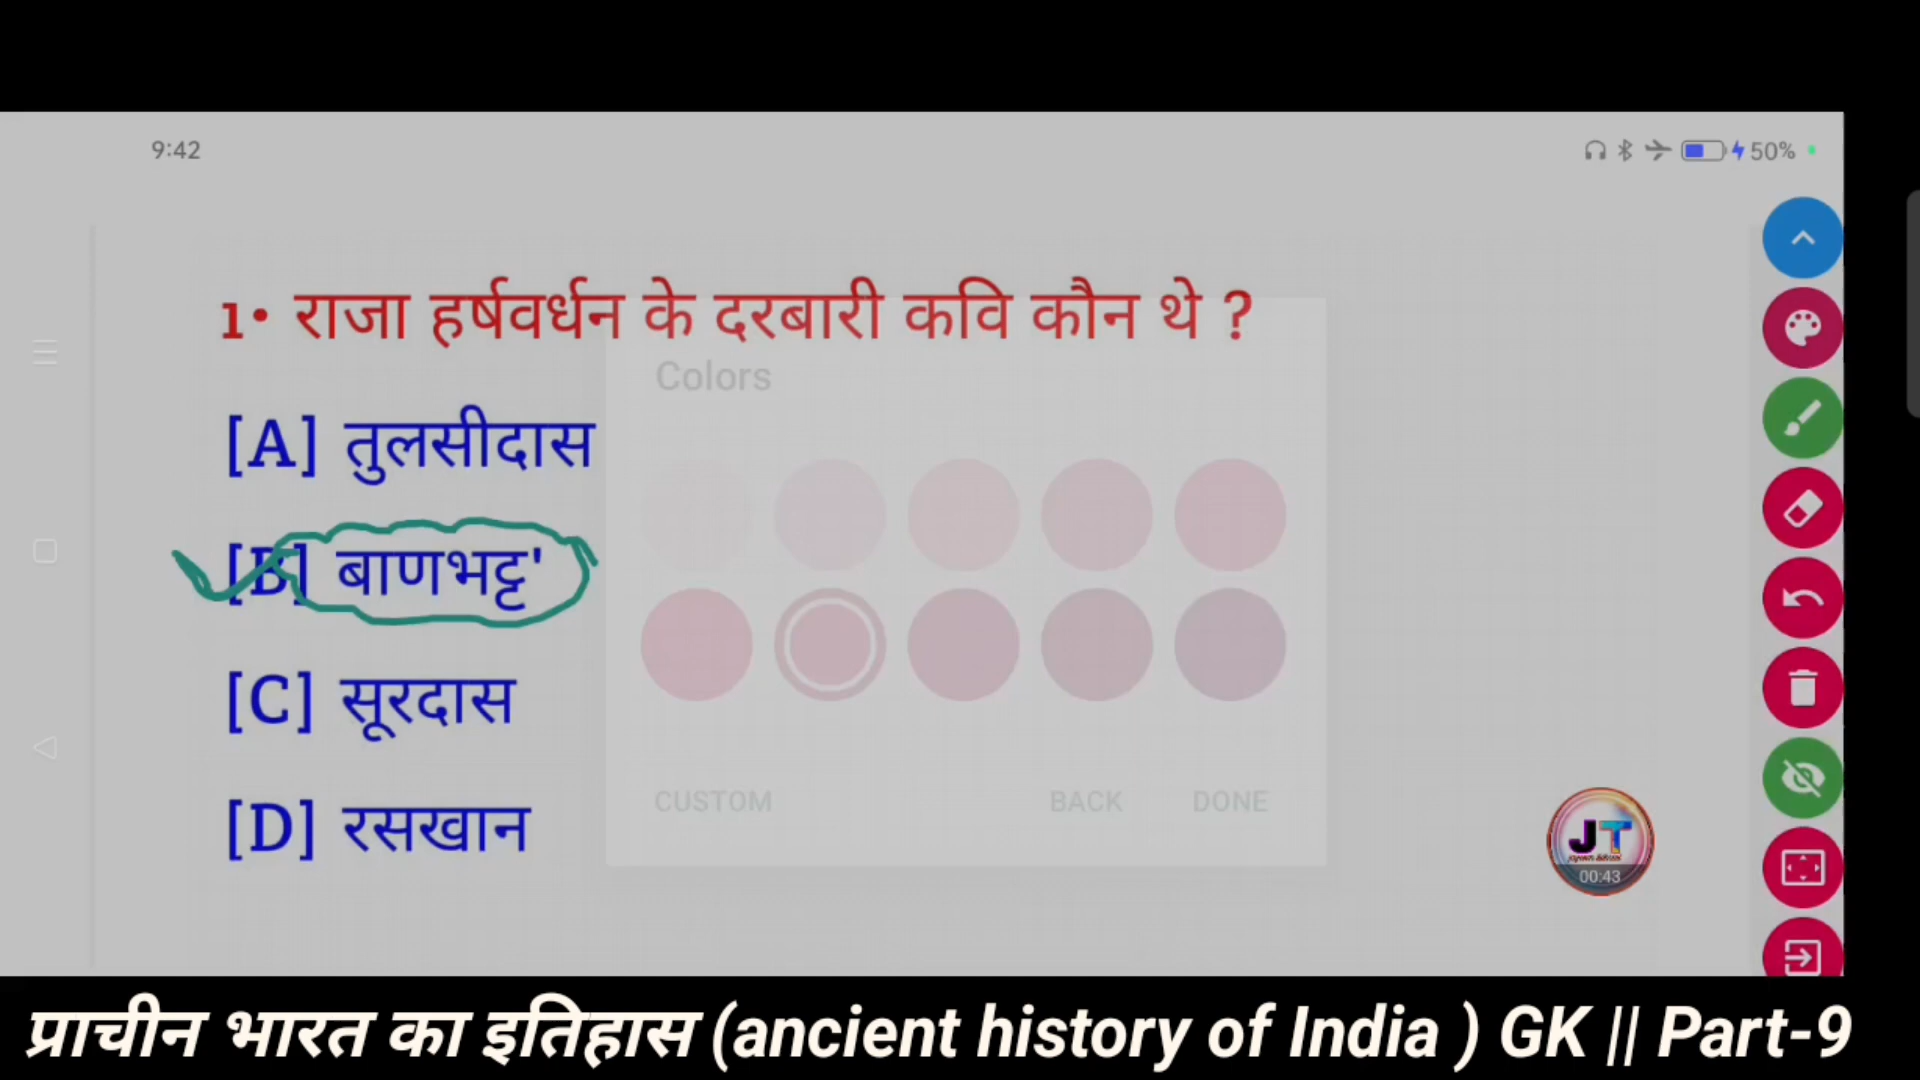 9:42
50%
1• राजा हर्षवर्धन के दरबारी कवि कौन थे ?
Colors
[A] तुलसीदास
[B] बाणभट्ट'
[C] सूरदास
CUSTOM BACK DONE
[D] रसखान
JT
00:43
प्राचीन भारत का इतिहास (ancient history of India ) GK || Part-9